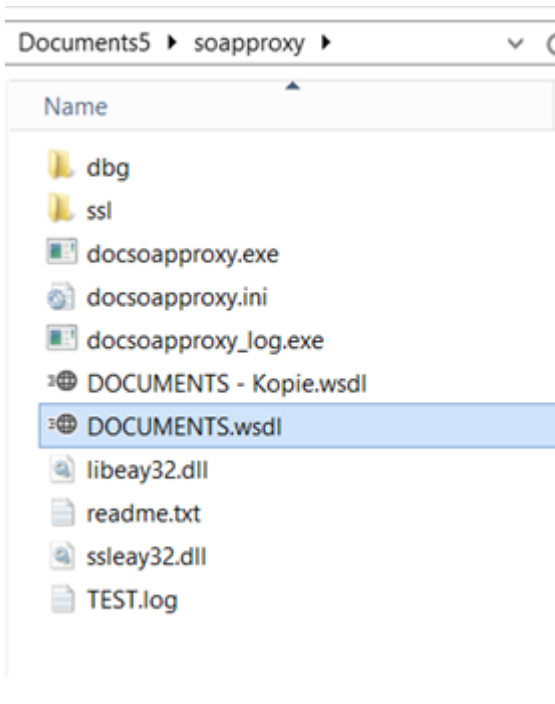 Documents5 soapproxy
Name
dbg
ssl
docsoapproxy.exe
docsoapproxy.ini
docsoapproxy_log.exe
DOCUMENTS - Kopie.wsdl
DOCUMENTS.wsdl
libeay32.dll
readme.txt
ssleay32.dll
TEST.log